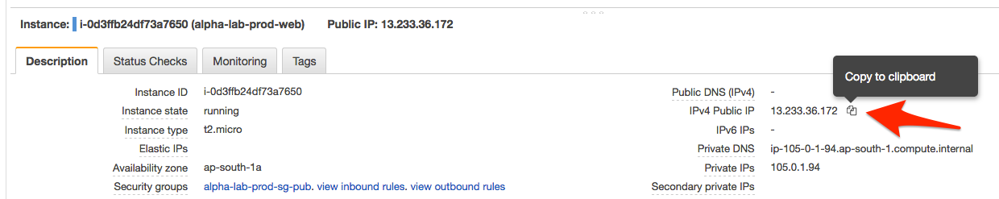 Instance: i-0d3ffb24df73a7650 (alpha-lab-prod-web) Public IP: 13.233.36.172
Description Status Checks Monitoring Tags
Copy to clipboard
Instance ID i-0d3ffb24df73a7650 Public DNS (IPv4) -
Instance state running IPv4 Public IP 13.233.36.172
Instance type t2.micro IPv6 IPs -
Elastic IPs Private DNS ip-105-0-1-94.ap-south-1.compute.internal
Availability zone ap-south-1a Private IPs 105.0.1.94
Security groups alpha-lab-prod-sg-pub. view inbound rules. view outbound rules Secondary private IPs